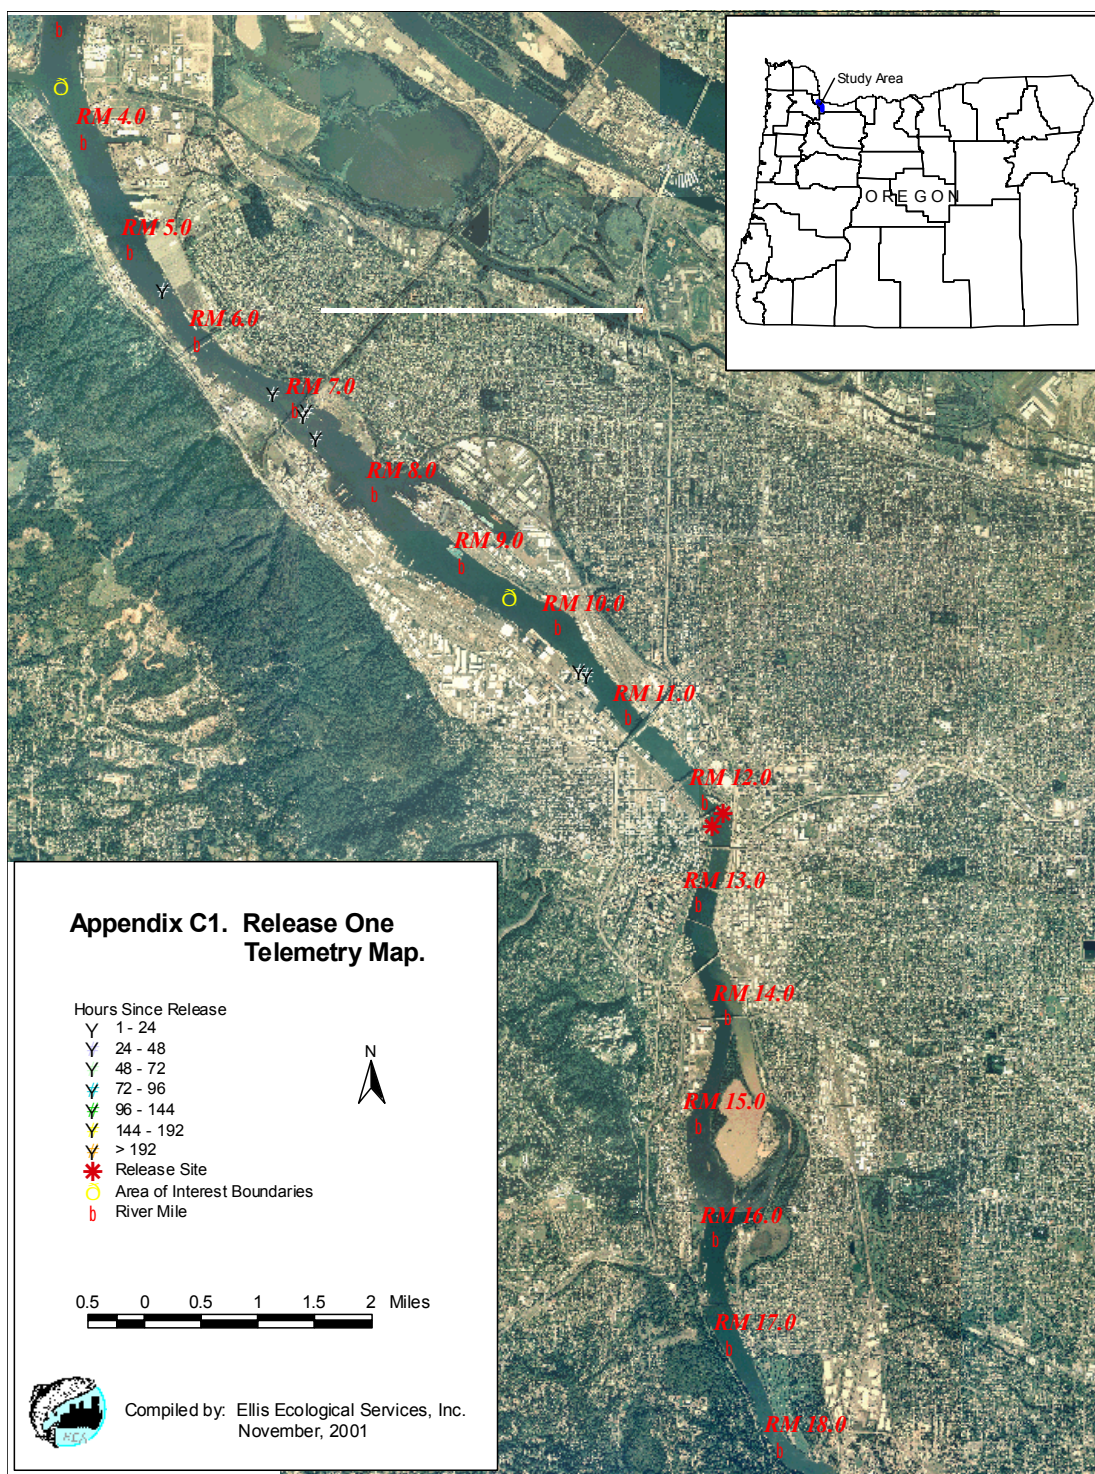 Study Area
OREGON
RM 4.0
RM 5.0
RM 6.0
RM 7.0
RM 8.0
RM 9.0
RM 10.0
RM 11.0
RM 12.0
RM 13.0
RM 14.0
RM 15.0
RM 16.0
RM 17.0
RM 18.0
Appendix C1. Release One
Telemetry Map.
Hours Since Release
Y 1 - 24
Y 24 - 48
Y 48 - 72
Y 72 - 96
Y 96 - 144
Y 144 - 192
Y > 192
Release Site
ð Area of Interest Boundaries
b River Mile
N
0.5 0 0.5 1 1.5 2 Miles
Compiled by: Ellis Ecological Services, Inc.
November, 2001